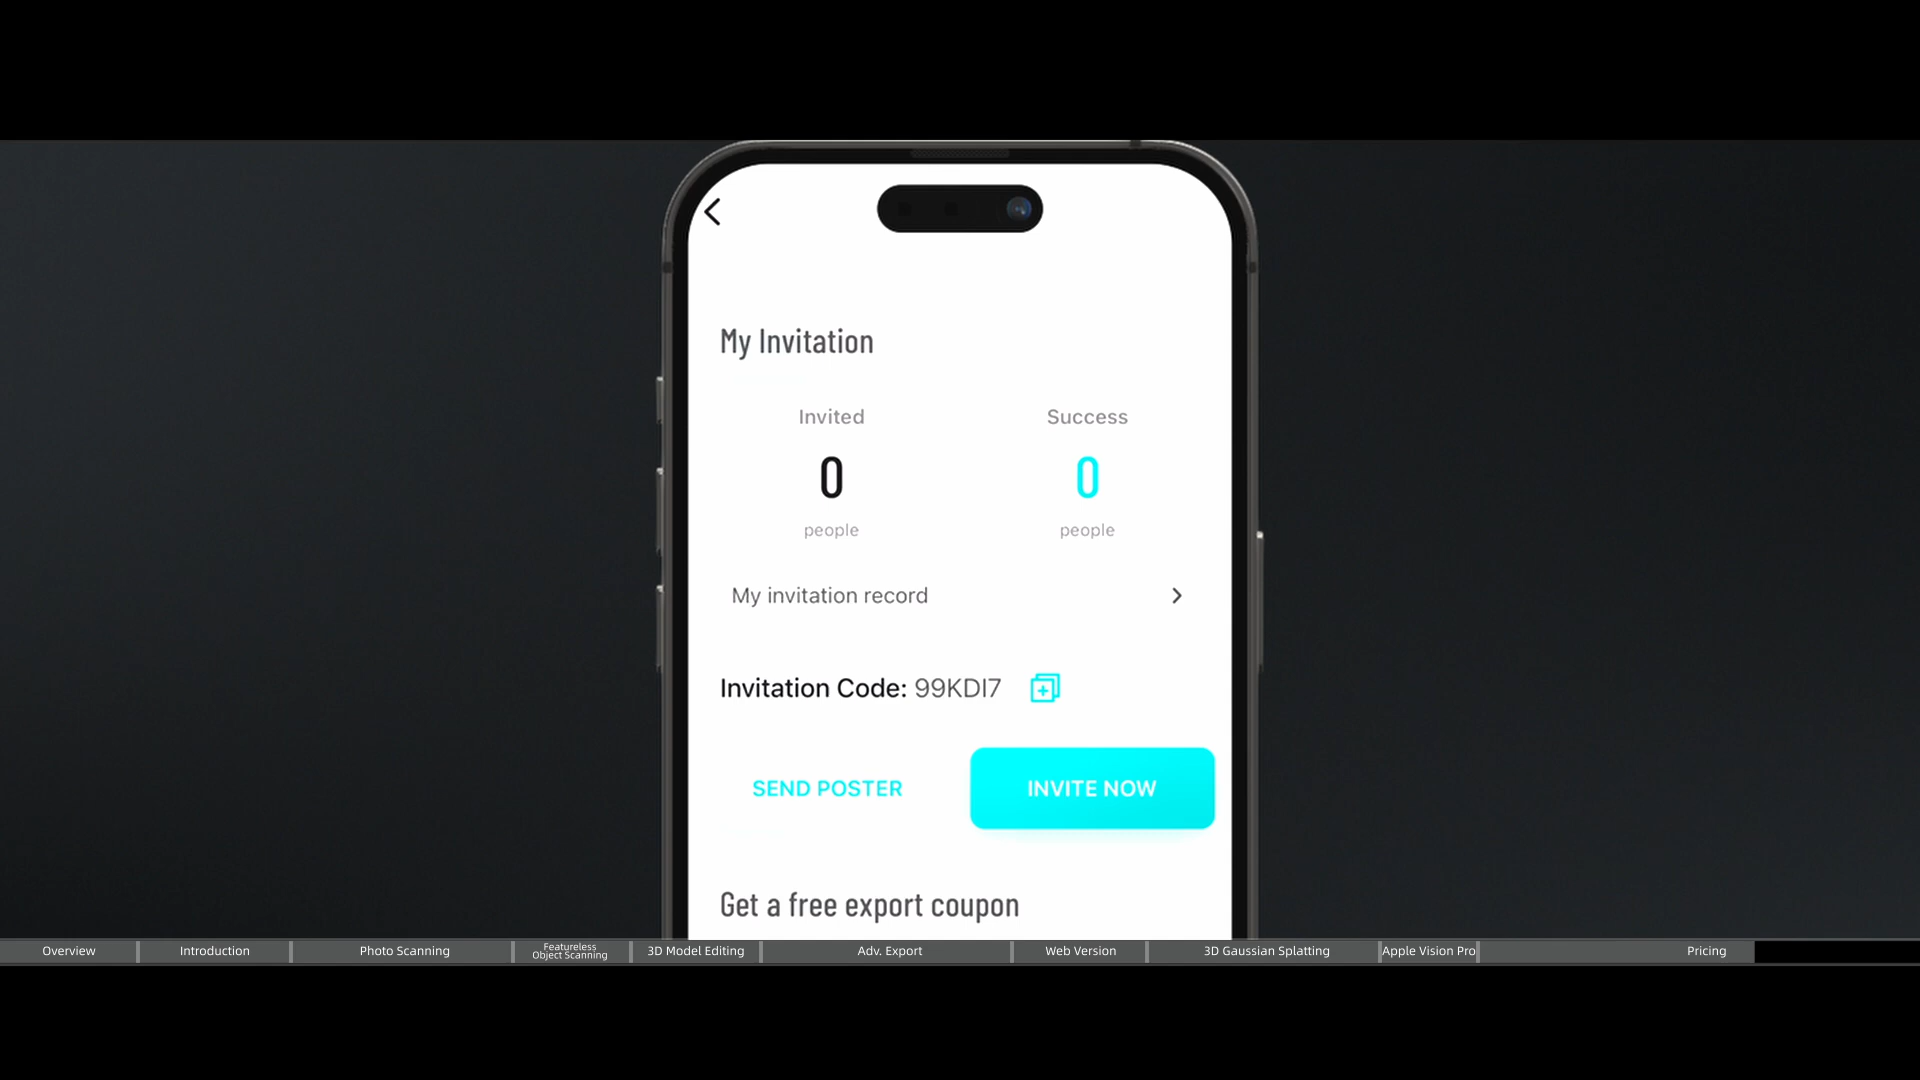 My Invitation
Invited
Success
0
0
people
people
My invitation record
Invitation Code: 99KDI7
SEND POSTER
INVITE NOW
Get a free export coupon
Overview
Introduction
Photo Scanning
Featureless
Object Scanning
3D Model Editing
Adv. Export
Web Version
3D Gaussian Splatting
Apple Vision Pro
Pricing